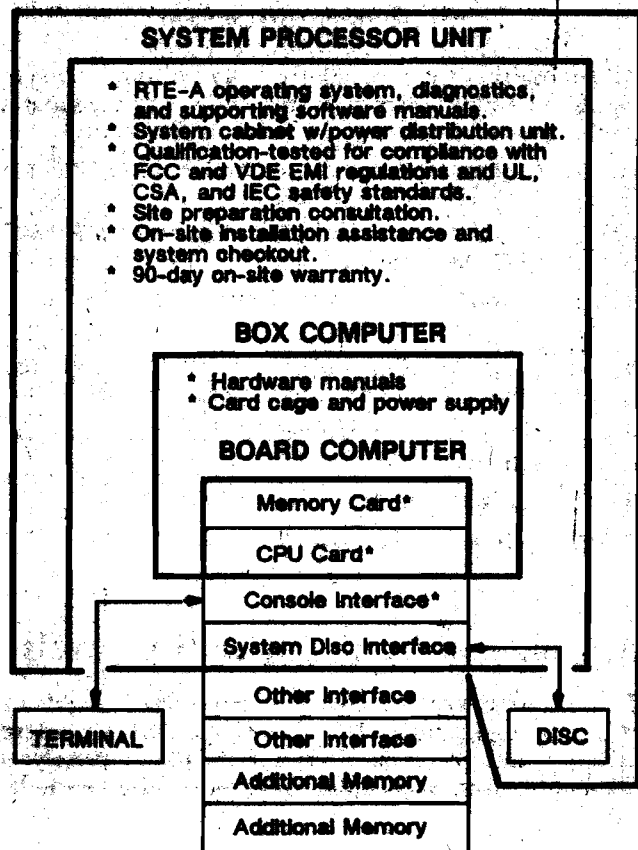 SYSTEM PROCESSOR UNIT
* RTE-A operating system, diagnostics,
and supporting software manuals.
* System cabinet w/power distribution unit.
* Qualification-tested for compliance with
FCC and VDE EMI regulations and UL,
CSA, and IEC safety standards.
* Site preparation consultation.
* On-site installation assistance and
system checkout.
* 90-day on-site warranty.
BOX COMPUTER
* Hardware manuals
* Card cage and power supply
BOARD COMPUTER
Memory Card*
CPU Card*
Console Interface*
System Disc Interface
Other Interface
TERMINAL
DISC
Other Interface
Additional Memory
Additional Memory